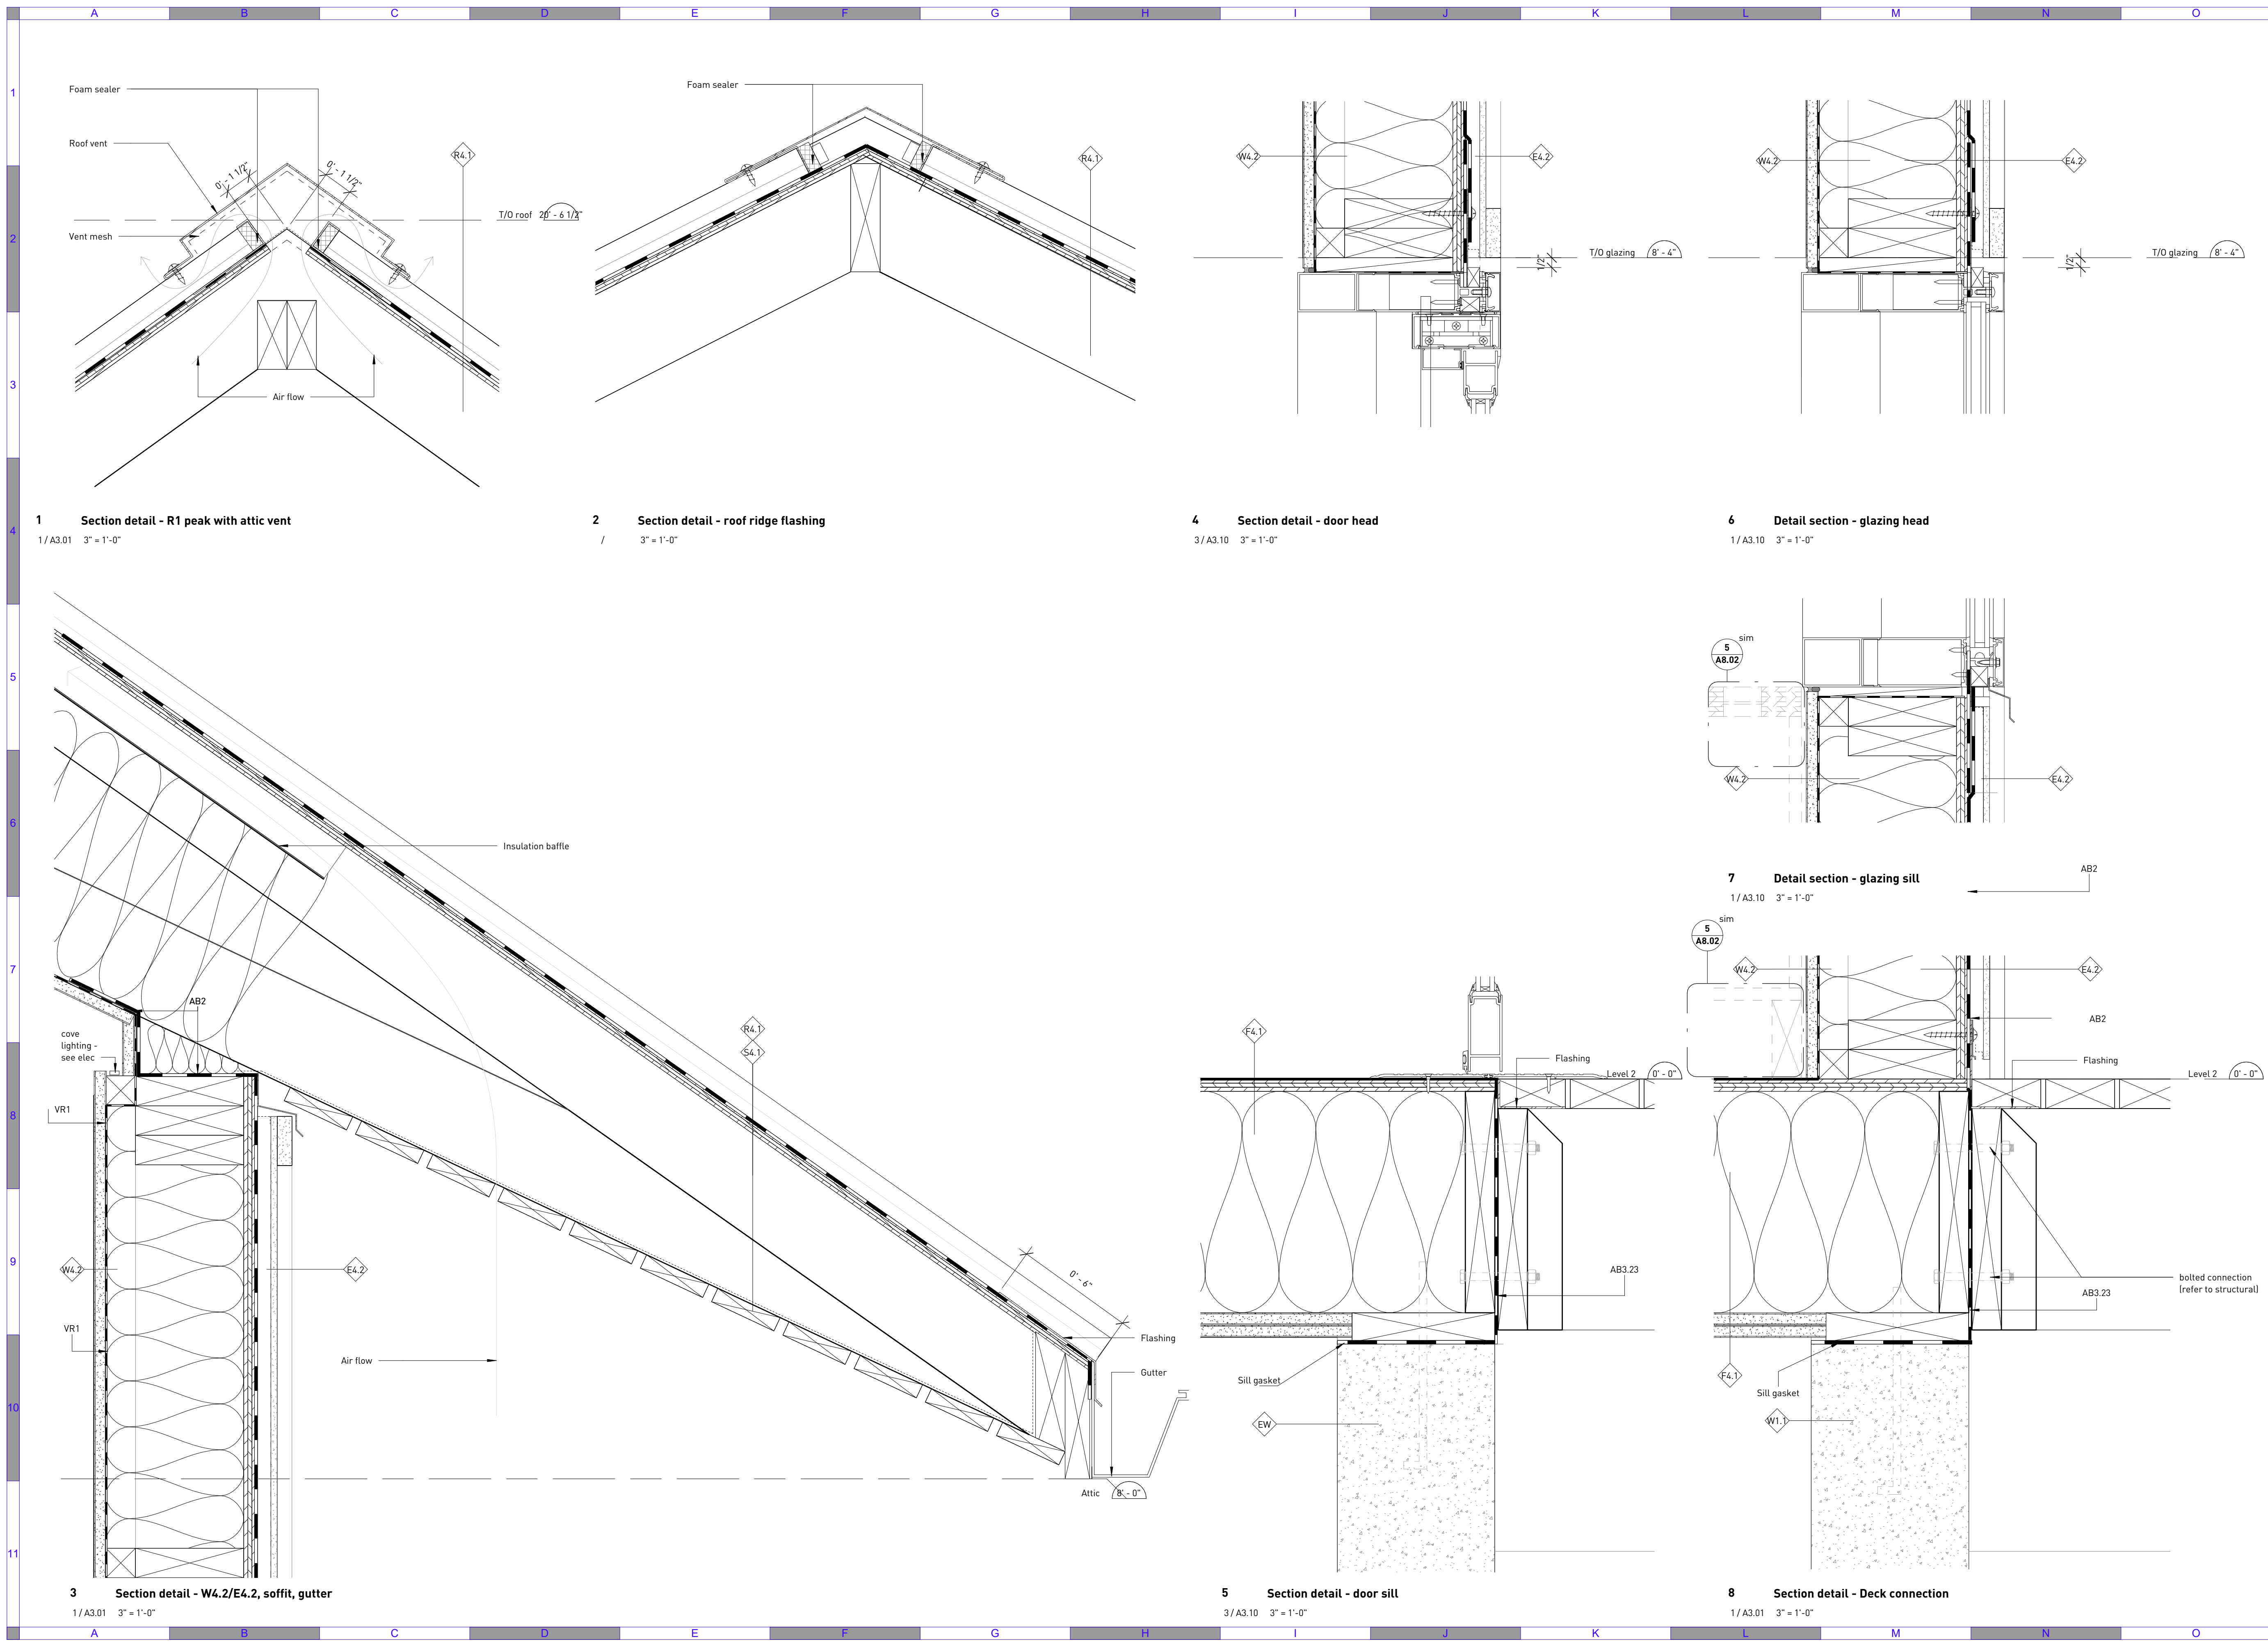 A B C D E F G H I J K L M N O
1
2
3
4
5
6
7
8
9
10
11
Foam sealer
Roof vent
0' - 1 1/2"
0' - 1 1/2"
R4.1
T/O roof 20' - 6 1/2"
Vent mesh
Air flow
1 Section detail - R1 peak with attic vent
1 / A3.01 3" = 1'-0"
Foam sealer
R4.1
2 Section detail - roof ridge flashing
/ 3" = 1'-0"
W4.2
E4.2
T/O glazing 8' - 4"
1/2"
4 Section detail - door head
3 / A3.10 3" = 1'-0"
W4.2
E4.2
T/O glazing 8' - 4"
1/2"
6 Detail section - glazing head
1 / A3.10 3" = 1'-0"
Insulation baffle
AB2
cove
lighting -
see elec
VR1
R4.1
S4.1
W4.2
E4.2
VR1
Air flow
0' - 6"
Flashing
Gutter
Attic 8' - 0"
3 Section detail - W4.2/E4.2, soffit, gutter
1 / A3.01 3" = 1'-0"
F4.1
Flashing
Level 2 0' - 0"
AB3.23
Sill gasket
EW
5 Section detail - door sill
3 / A3.10 3" = 1'-0"
sim
5
A8.02
W4.2
E4.2
7 Detail section - glazing sill
1 / A3.10 3" = 1'-0"
AB2
sim
5
A8.02
W4.2
E4.2
AB2
Flashing
Level 2 0' - 0"
bolted connection
(refer to structural)
AB3.23
F4.1
Sill gasket
W1.1
8 Section detail - Deck connection
1 / A3.01 3" = 1'-0"
A B C D E F G H I J K L M N O